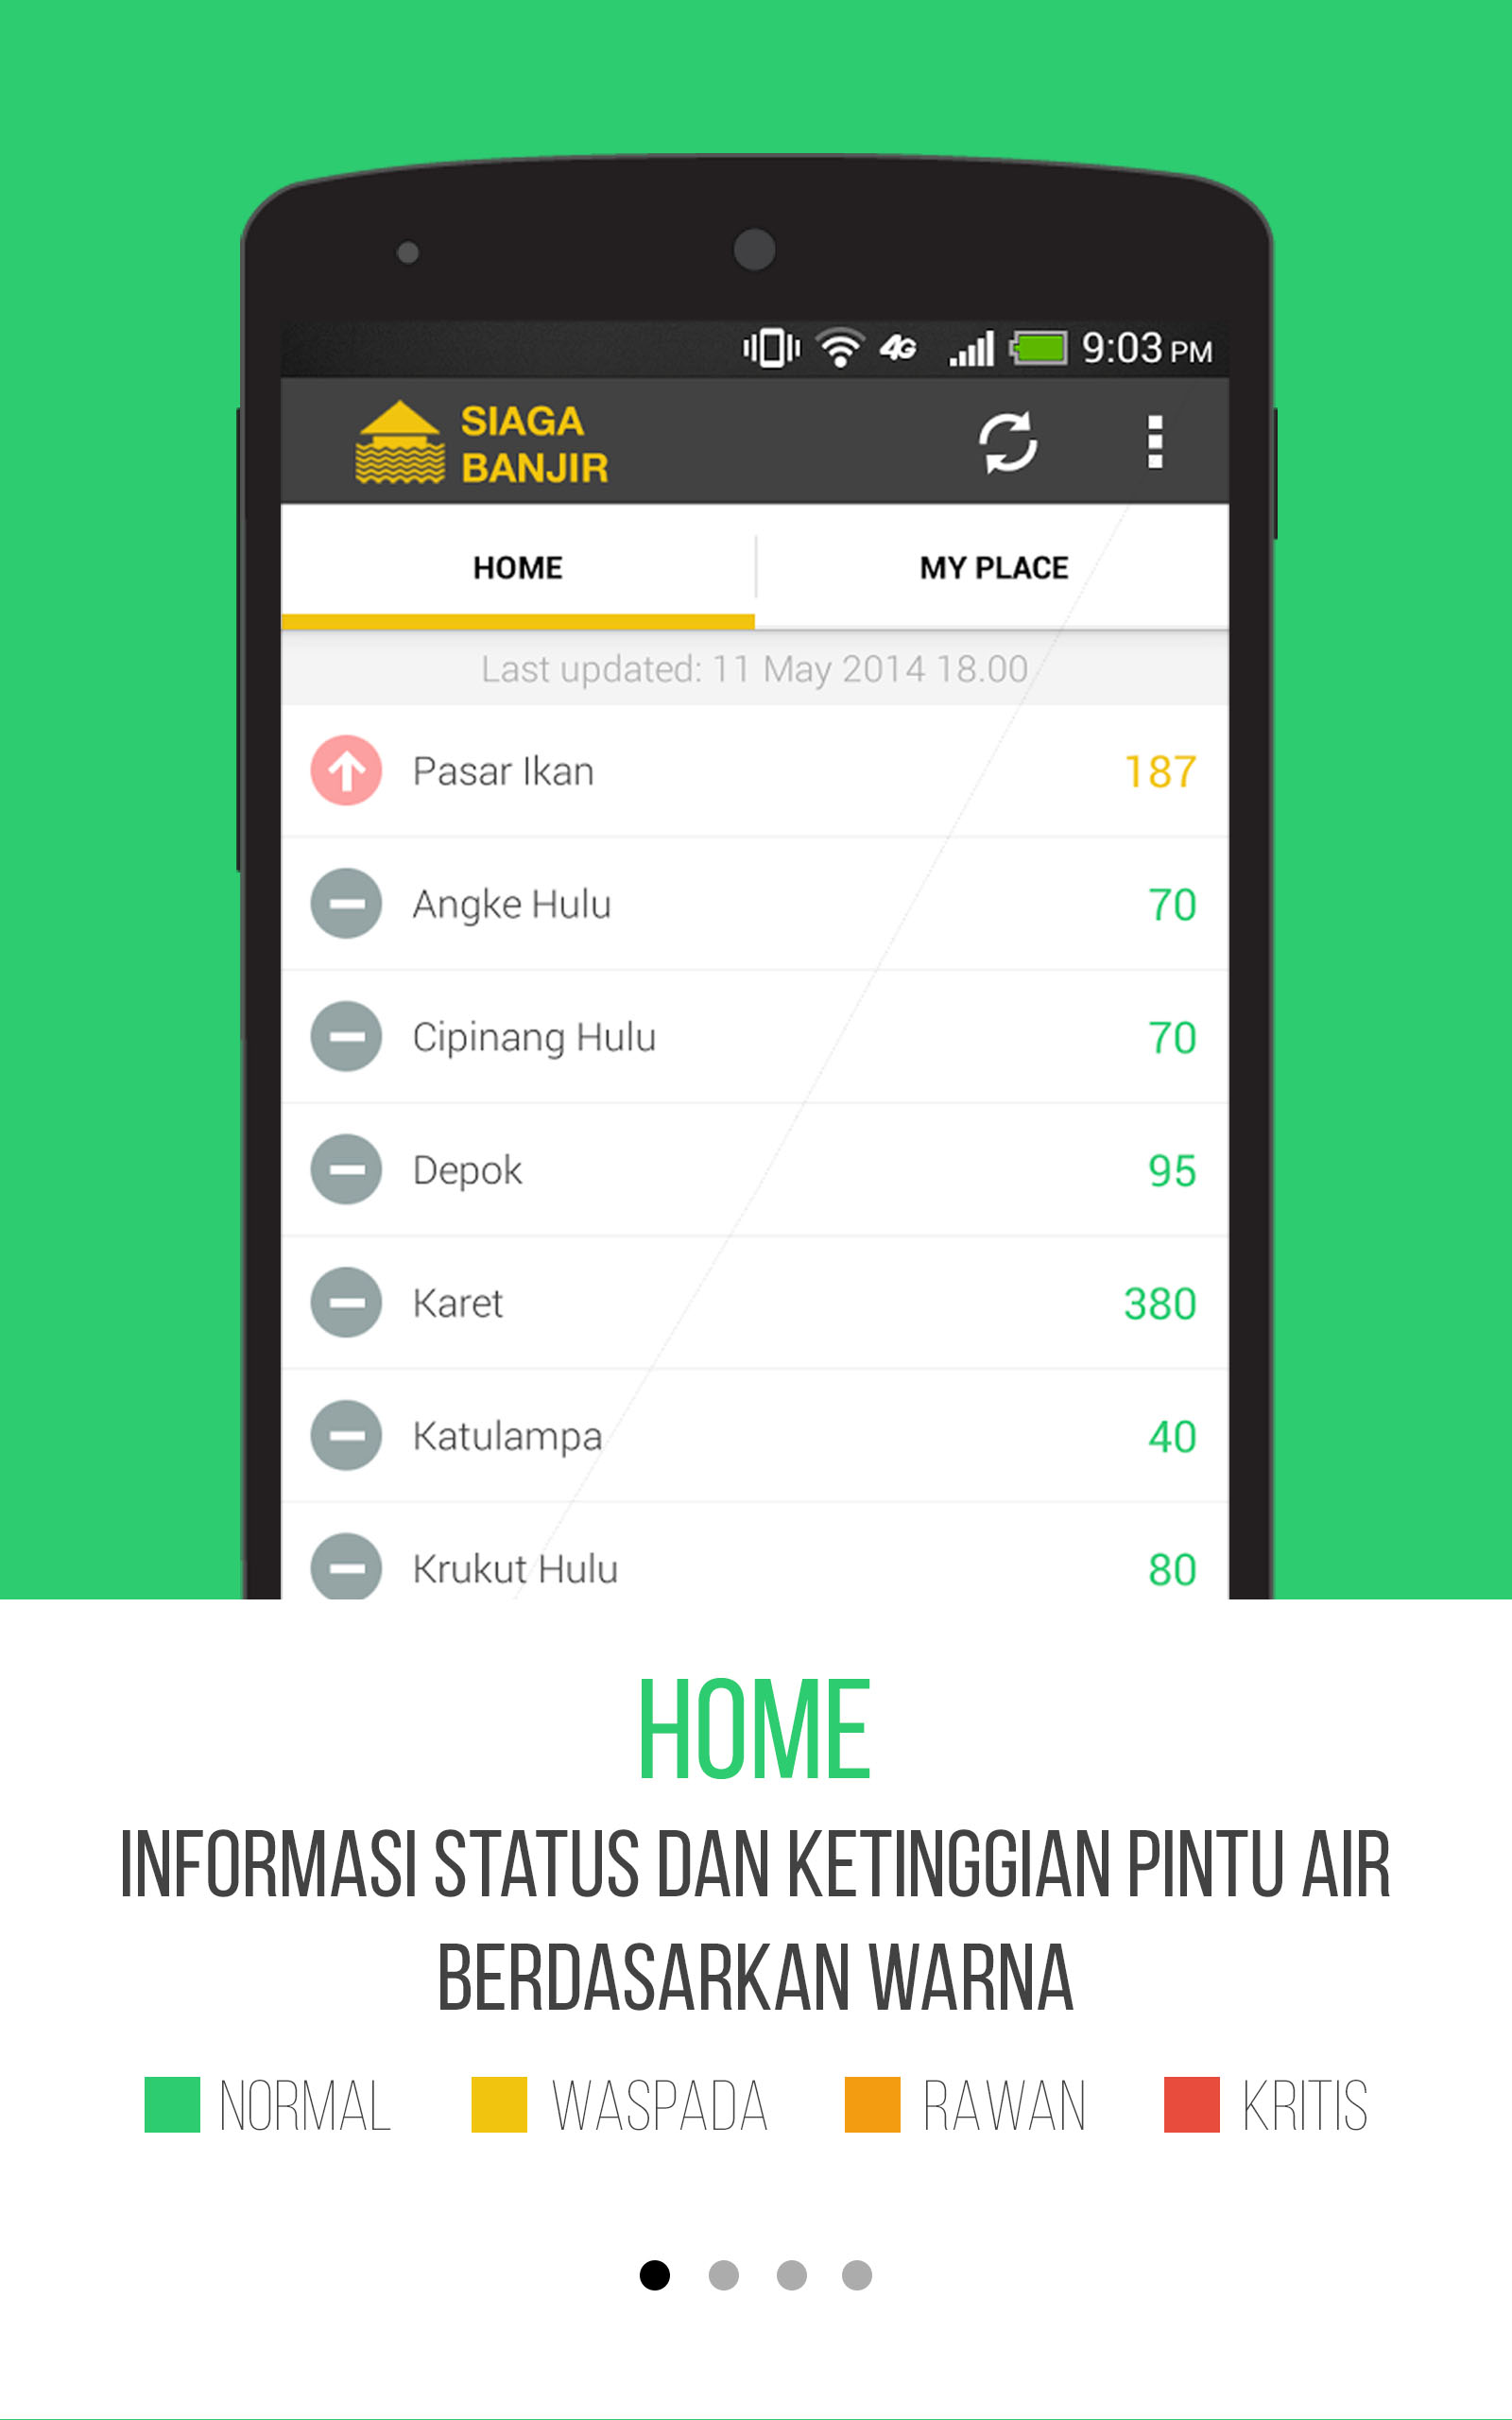 4G 9:03 PM
SIAGA
BANJIR
HOME MY PLACE
Last updated: 11 May 2014 18.00
Pasar Ikan 187
Angke Hulu 70
Cipinang Hulu 70
Depok 95
Karet 380
Katulampa 40
Krukut Hulu 80
HOME
INFORMASI STATUS DAN KETINGGIAN PINTU AIR
BERDASARKAN WARNA
NORMAL WASPADA RAWAN KRITIS